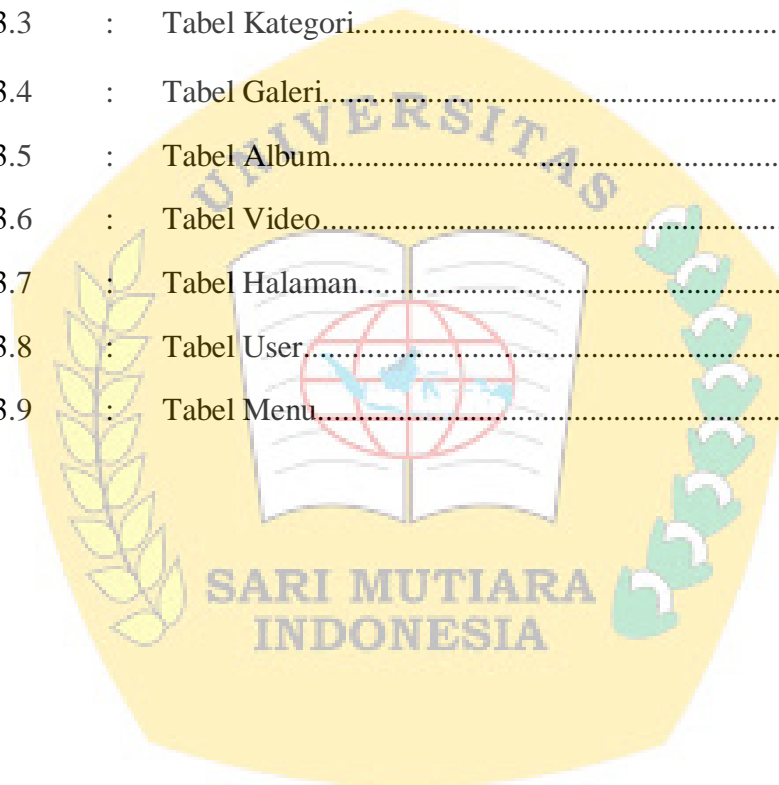 3.3 : Tabel Kategori
3.4 : Tabel Galeri
3.5 : Tabel Album
3.6 : Tabel Video
3.7 : Tabel Halaman
3.8 : Tabel User
3.9 : Tabel Menu
UNIVERSITAS
SARI MUTIARA
INDONESIA